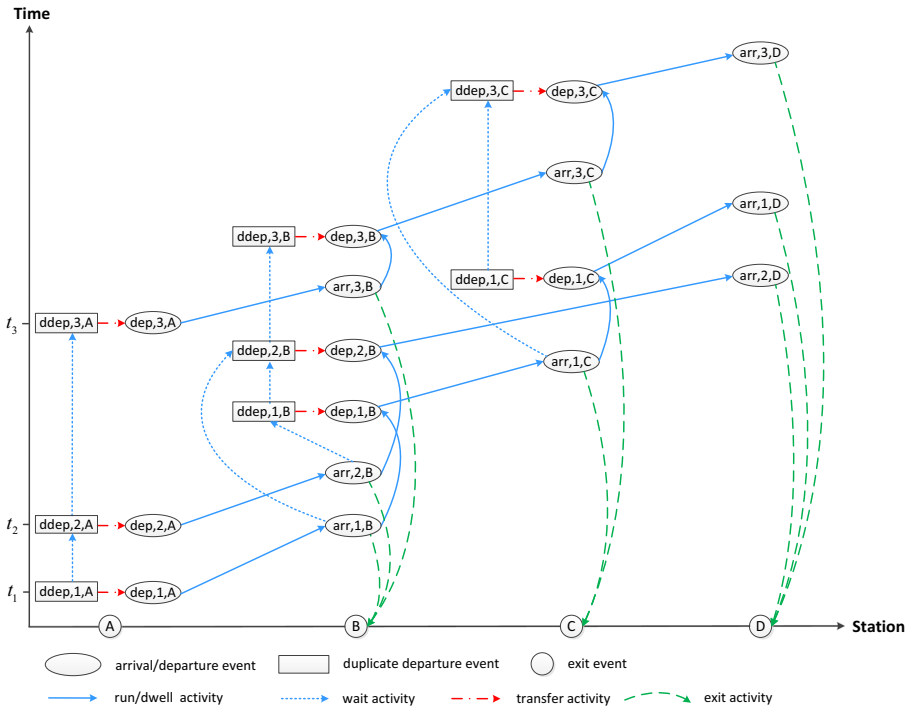 Time
arr,3,D
ddep,3,C
dep,3,C
arr,3,C
arr,1,D
ddep,3,B
dep,3,B
arr,2,D
ddep,1,C
dep,1,C
arr,3,B
t3
ddep,3,A
dep,3,A
ddep,2,B
dep,2,B
arr,1,C
ddep,1,B
dep,1,B
arr,2,B
t2
ddep,2,A
dep,2,A
arr,1,B
t1
ddep,1,A
dep,1,A
A
B
C
D
Station
arrival/departure event
duplicate departure event
exit event
run/dwell activity
wait activity
transfer activity
exit activity